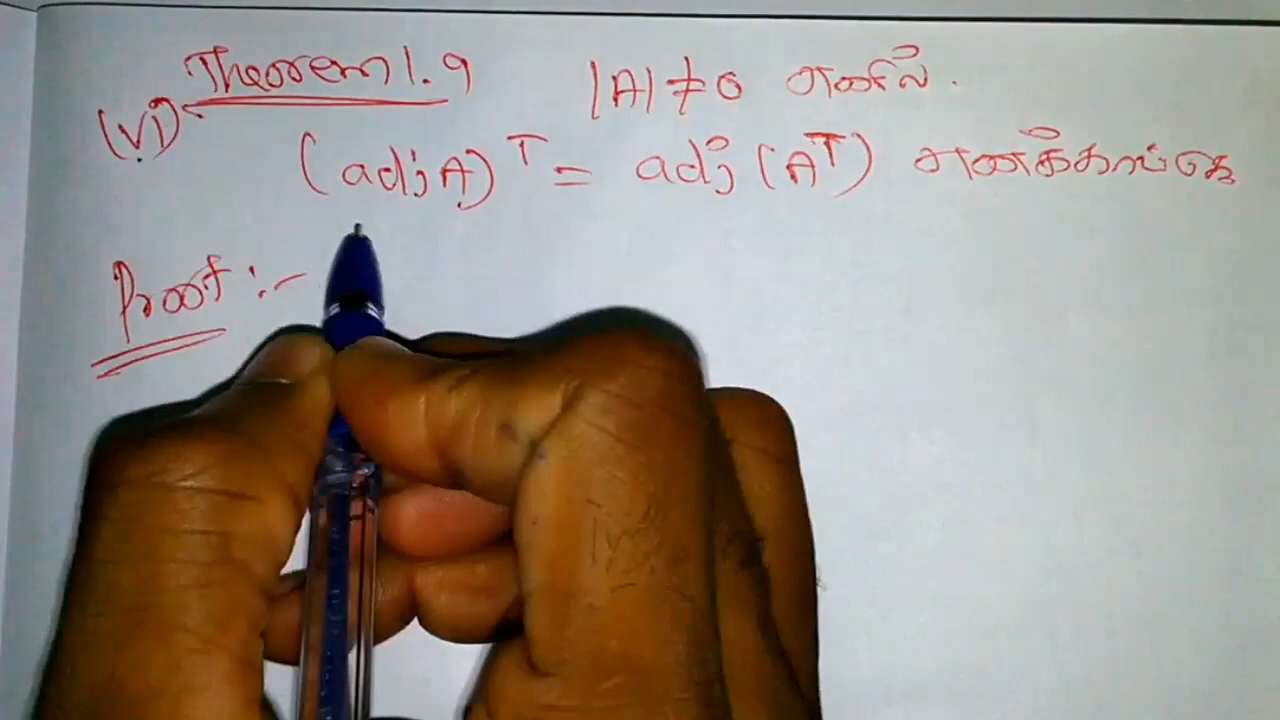 Theorem 1.9 |A| ≠ 0 எனில்.
(vi) (adj A)ᵀ = adj (Aᵀ) எனக்காட்டுக
Proof :-